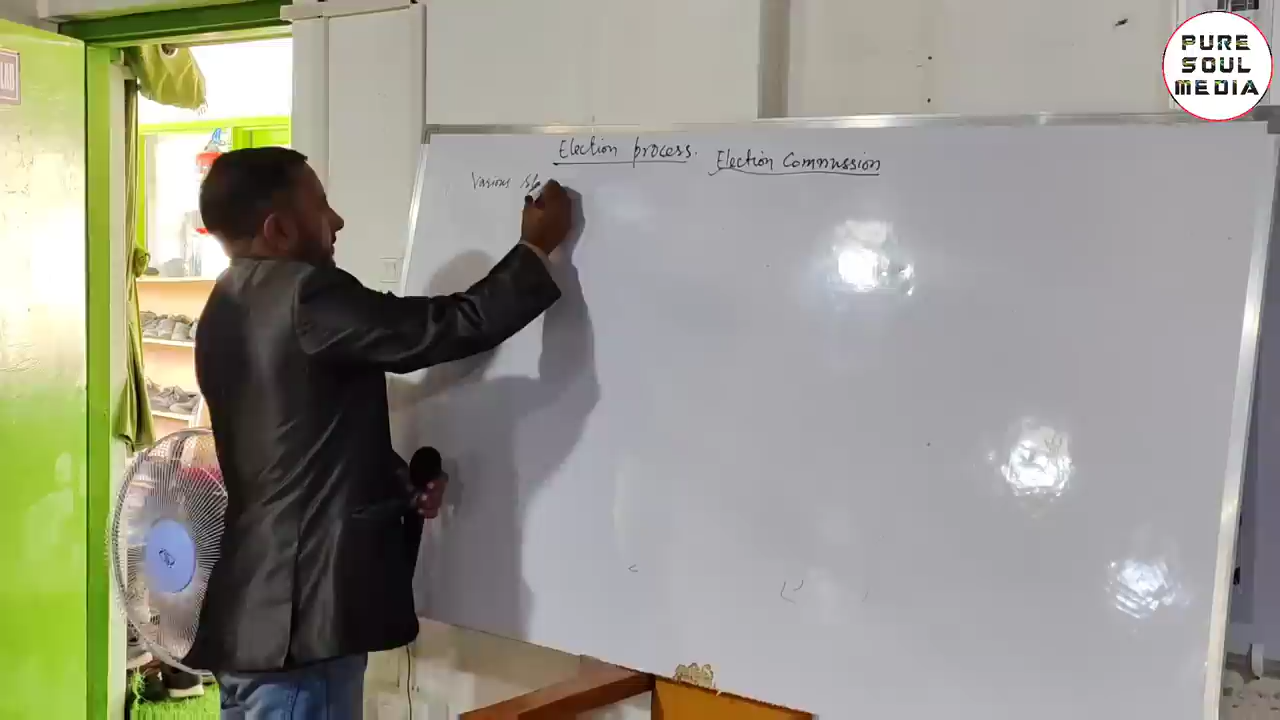 PURE
SOUL
MEDIA
Election process.
Election Commission
Various